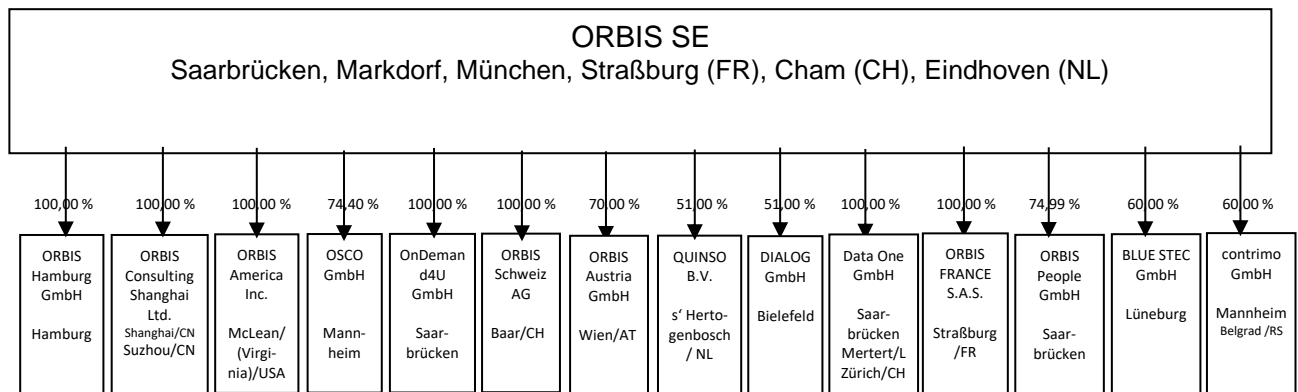 ORBIS SE
Saarbrücken, Markdorf, München, Straßburg (FR), Cham (CH), Eindhoven (NL)
100,00 %
100,00 %
100,00 %
74,40 %
100,00 %
100,00 %
70,00 %
51,00 %
51,00 %
100,00 %
100,00 %
74,99 %
60,00 %
60,00 %
ORBIS
Hamburg
GmbH
Hamburg
ORBIS
Consulting
Shanghai
Ltd.
Shanghai/CN
Suzhou/CN
ORBIS
America
Inc.
McLean/
(Virgi-
nia)/USA
OSCO
GmbH
Mann-
heim
OnDeman
d4U
GmbH
Saar-
brücken
ORBIS
Schweiz
AG
Baar/CH
ORBIS
Austria
GmbH
Wien/AT
QUINSO
B.V.
s‘ Herto-
genbosch
/ NL
DIALOG
GmbH
Bielefeld
Data One
GmbH
Saar-
brücken
Mertert/L
Zürich/CH
ORBIS
FRANCE
S.A.S.
Straßburg
/FR
ORBIS
People
GmbH
Saar-
brücken
BLUE STEC
GmbH
Lüneburg
contrimo
GmbH
Mannheim
Belgrad /RS